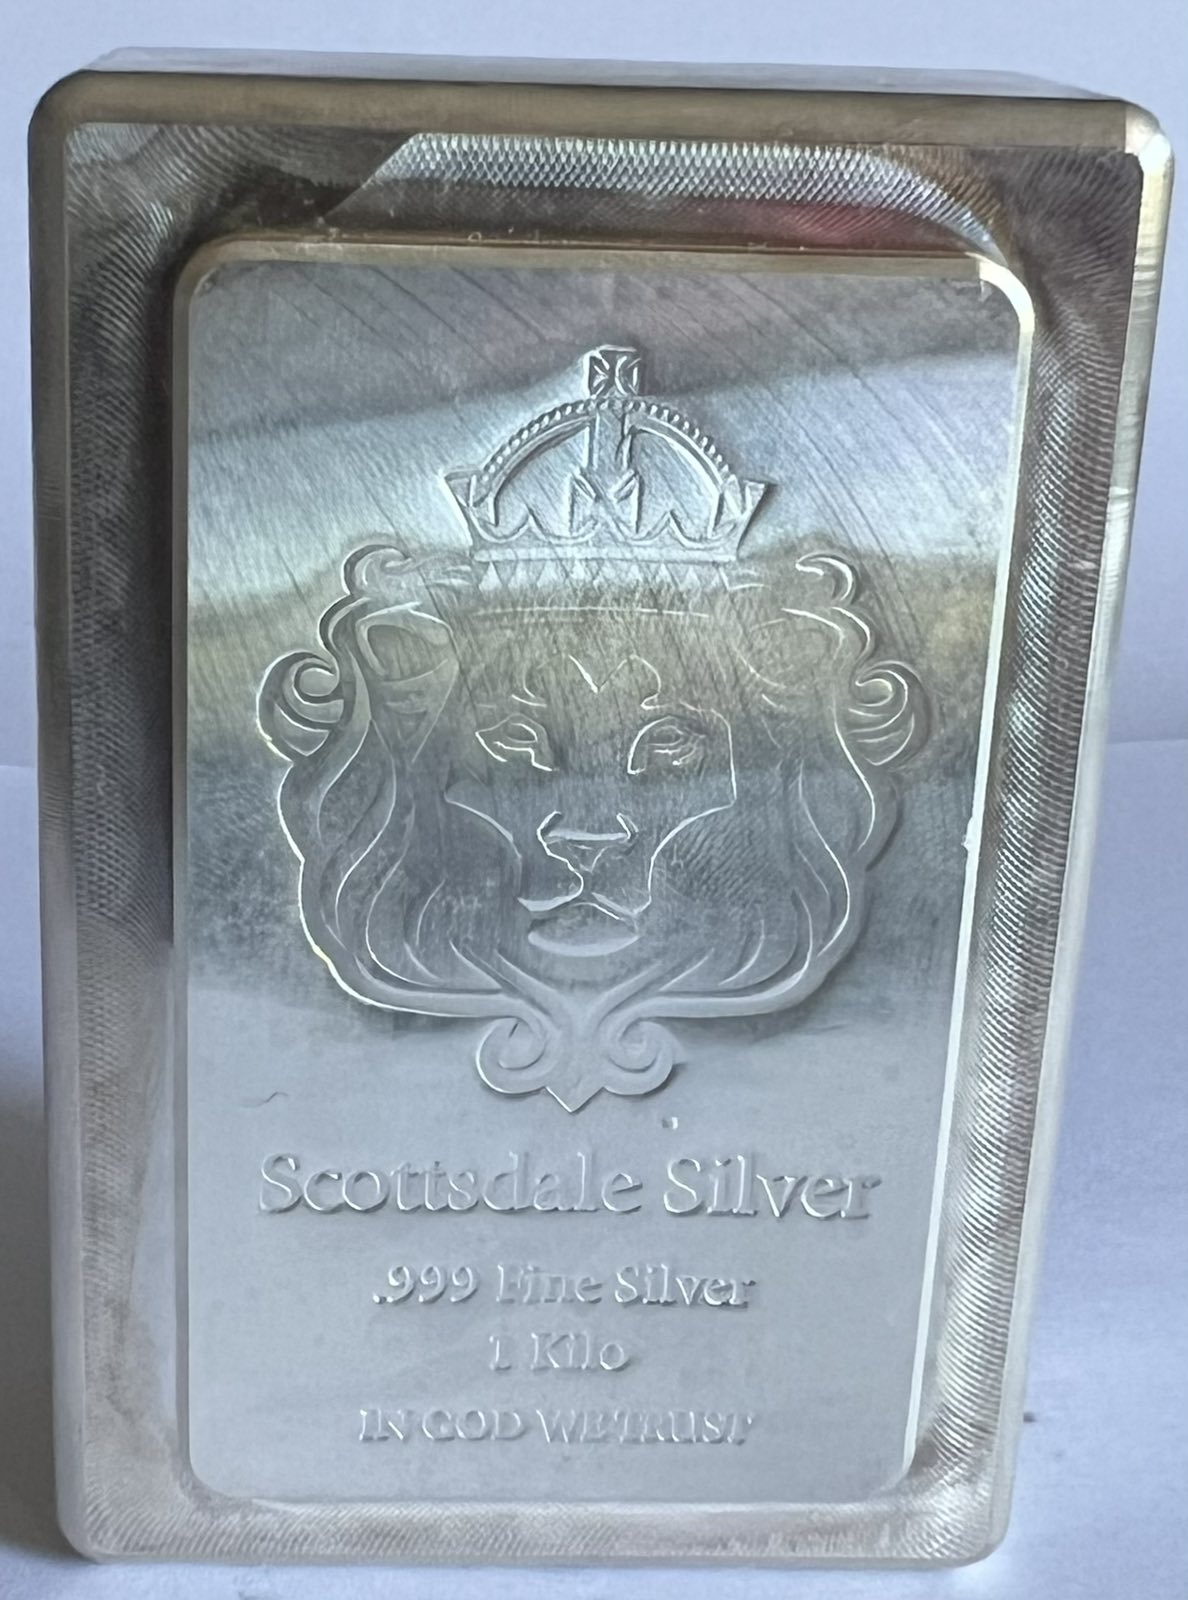 Scottsdale Silver
.999 Fine Silver
1 Kilo
IN GOD WE TRUST